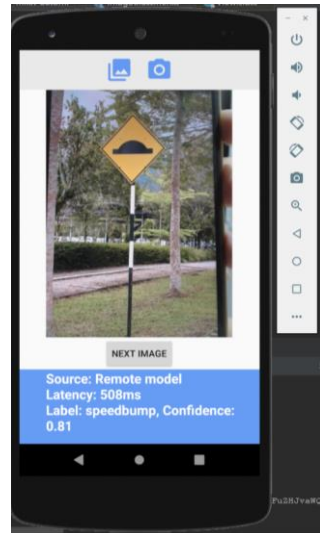 NEXT IMAGE
Source: Remote model
Latency: 508ms
Label: speedbump, Confidence:
0.81